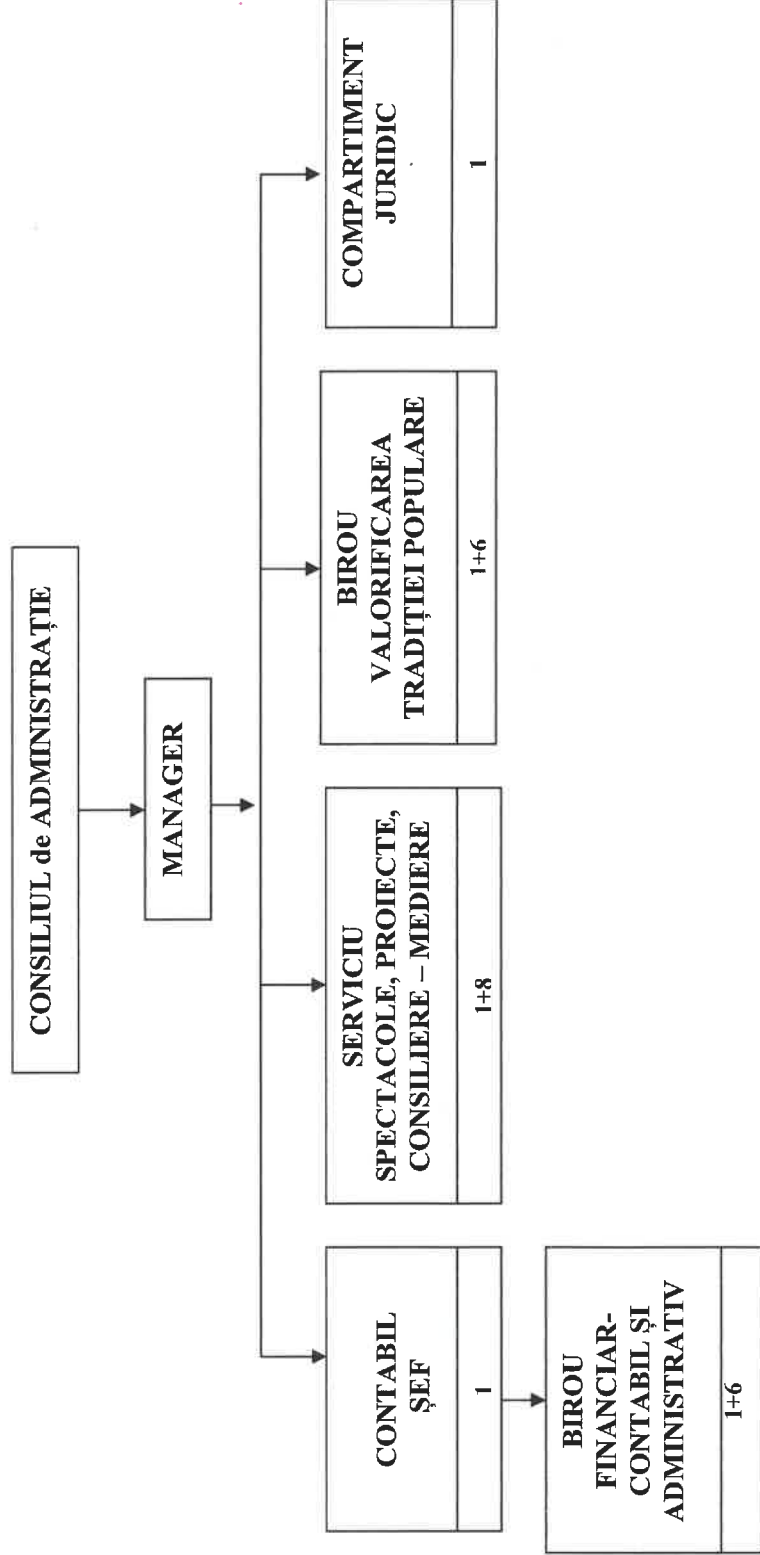 CONSILIUL de ADMINISTRAȚIE
MANAGER
CONTABIL
ȘEF
1
SERVICIU
SPECTACOLE, PROIECTE,
CONSILIERE – MEDIERE
1+8
BIROU
VALORIFICAREA
TRADIȚIEI POPULARE
1+6
COMPARTIMENT
JURIDIC
1
BIROU
FINANCIAR-
CONTABIL ȘI
ADMINISTRATIV
1+6